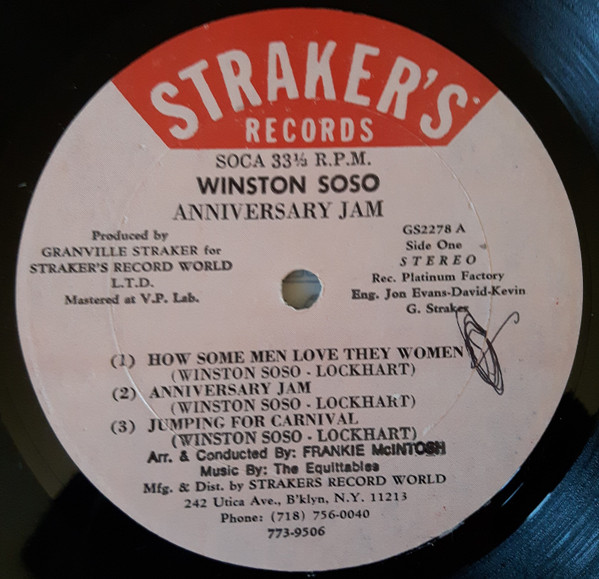 STRAKER'S
RECORDS
SOCA 33⅓ R.P.M.
WINSTON SOSO
ANNIVERSARY JAM
Produced by
GRANVILLE STRAKER for
STRAKER'S RECORD WORLD
L.T.D.
Mastered at V.P. Lab.
GS2278 A
Side One
STEREO
Rec. Platinum Factory
Eng. Jon Evans-David-Kevin
G. Straker
(1) HOW SOME MEN LOVE THEY WOMEN
(WINSTON SOSO - LOCKHART)
(2) ANNIVERSARY JAM
(WINSTON SOSO - LOCKHART)
(3) JUMPING FOR CARNIVAL
(WINSTON SOSO - LOCKHART)
Arr. & Conducted By: FRANKIE McINTOSH
Music By: The Equittables
Mfg. & Dist. by STRAKERS RECORD WORLD
242 Utica Ave., B'klyn, N.Y. 11213
Phone: (718) 756-0040
773-9506